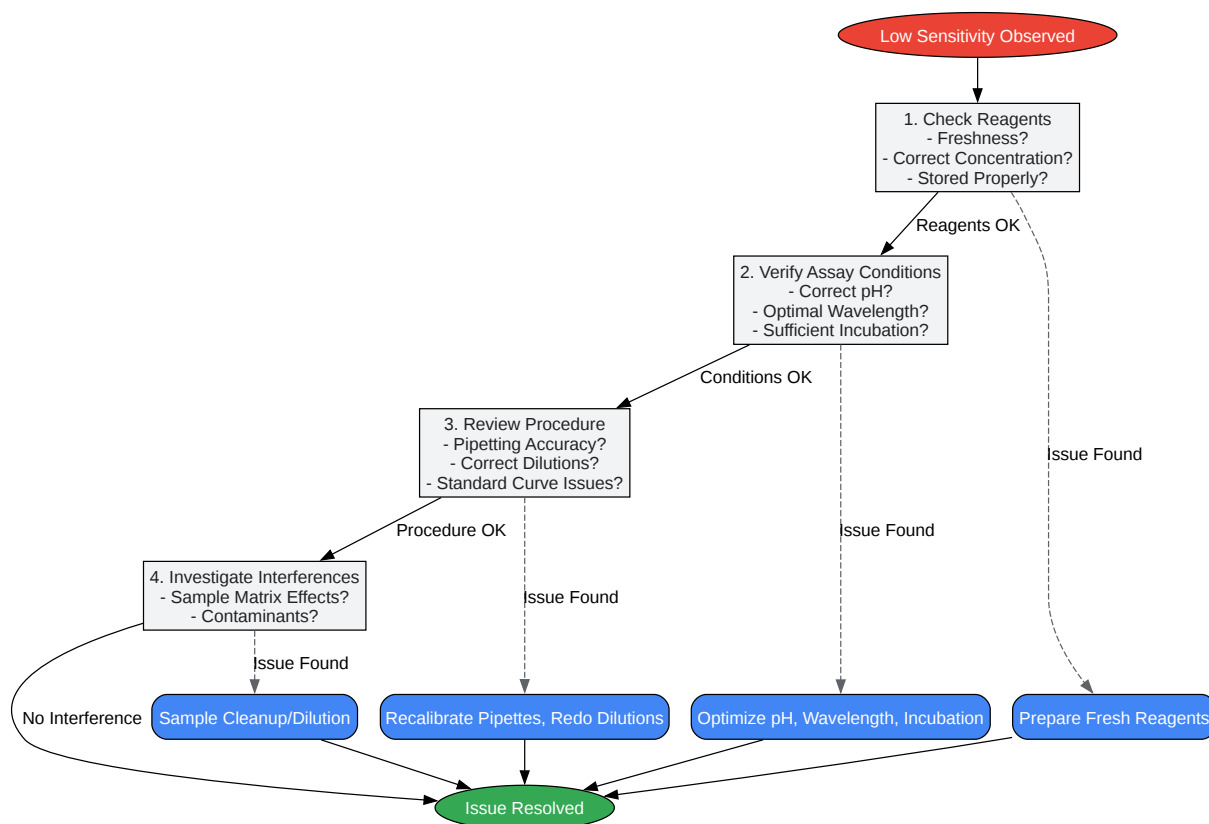 Low Sensitivity Observed
1. Check Reagents
- Freshness?
- Correct Concentration?
- Stored Properly?
Reagents OK
2. Verify Assay Conditions
- Correct pH?
- Optimal Wavelength?
- Sufficient Incubation?
Conditions OK
3. Review Procedure
- Pipetting Accuracy?
- Correct Dilutions?
- Standard Curve Issues?
Issue Found
Procedure OK
Issue Found
4. Investigate Interferences
- Sample Matrix Effects?
- Contaminants?
Issue Found
Issue Found
No Interference
Sample Cleanup/Dilution
Recalibrate Pipettes, Redo Dilutions
Optimize pH, Wavelength, Incubation
Prepare Fresh Reagents
Issue Resolved